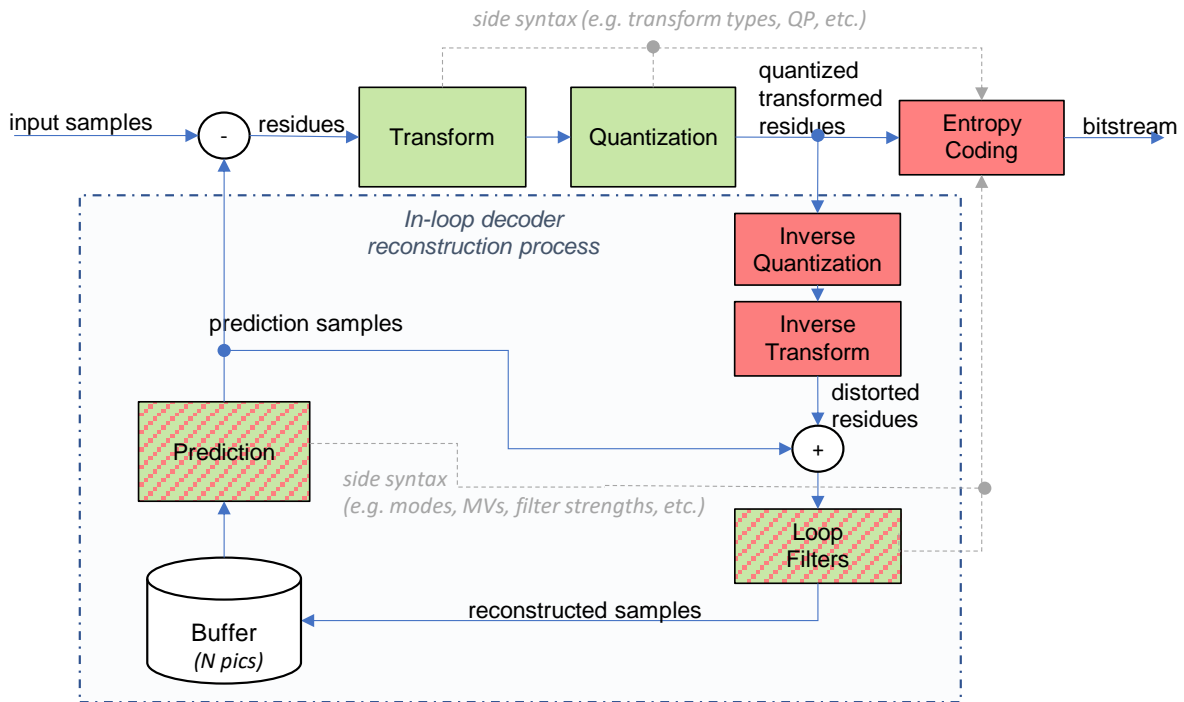 side syntax (e.g. transform types, QP, etc.)
input samples
-
residues
Transform
Quantization
quantized
transformed
residues
Entropy
Coding
bitstream
In-loop decoder
reconstruction process
Inverse
Quantization
prediction samples
Inverse
Transform
distorted
residues
Prediction
+
side syntax
(e.g. modes, MVs, filter strengths, etc.)
Loop
Filters
reconstructed samples
Buffer
(N pics)